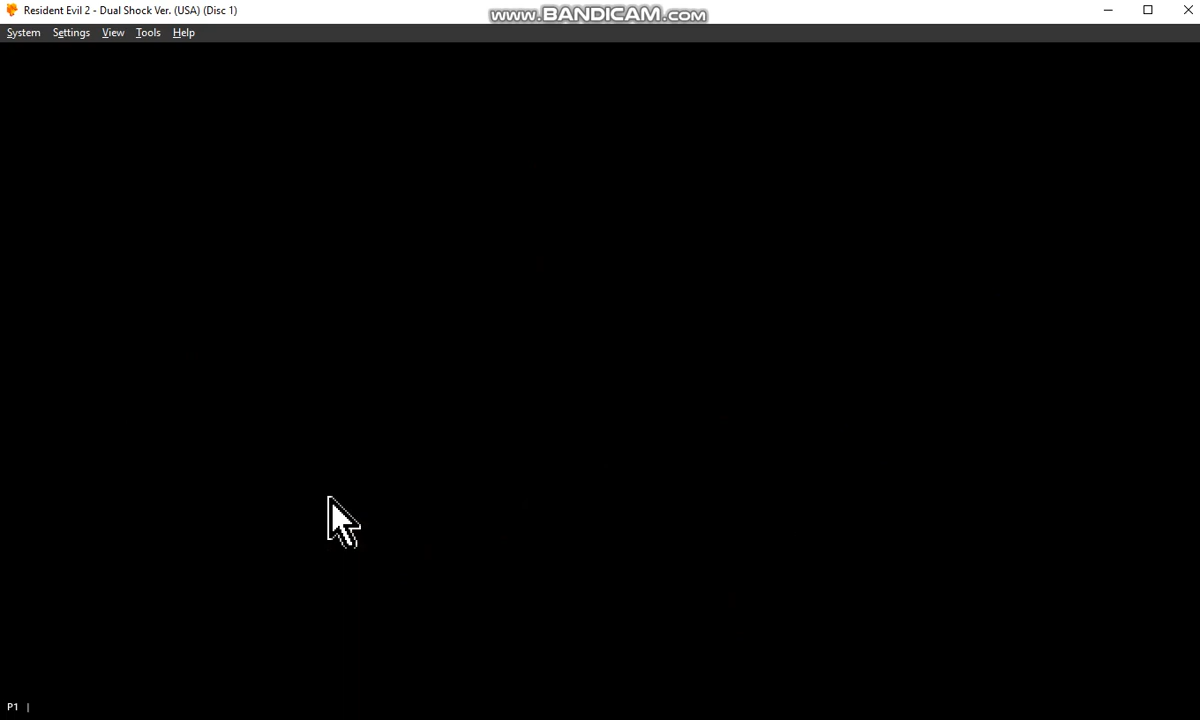 Resident Evil 2 - Dual Shock Ver. (USA) (Disc 1)
www.BANDICAM.com
System Settings View Tools Help
P1 |